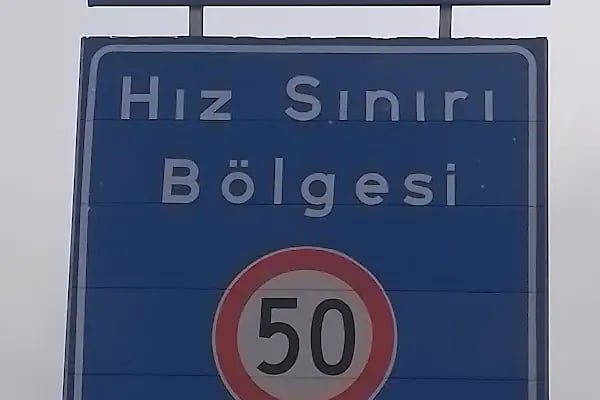 Hız Sınırı
Bölgesi
50